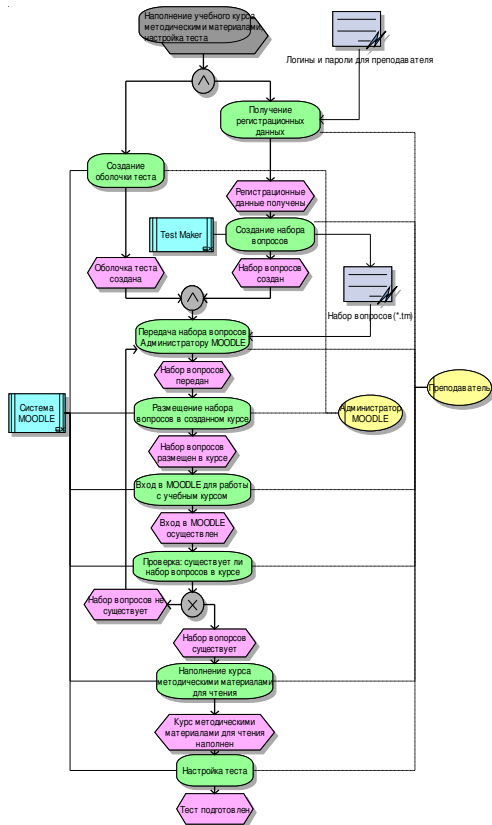 Наполнение учебного курса
методическими материалами,
настройка теста
Логины и пароли для преподавателя
Получение
регистрационных
данных
Создание
оболочки теста
Регистрационные
данные получены
Test Maker
Создание набора
вопросов
Оболочка теста
создана
Набор вопросов
создан
Набор вопросов(*.tm)
Передача набора вопросов
Администратору MOODLE
Набор вопросов
передан
Преподаватель
Система
MOODLE
Размещение набора
вопросов в созданном курсе
Администратор
MOODLE
Набор вопросов
размещен в курсе
Вход в MOODLE для работы
с учебным курсом
Вход в MOODLE
осуществлен
Проверка: существует ли
набор вопросов в курсе
Набор вопросов не
существует
Набор вопорсов
существует
Наполнение курса
методическими материалами
для чтения
Курс методическими
материалами для чтения
наполнен
Настройка теста
Тест подготовлен